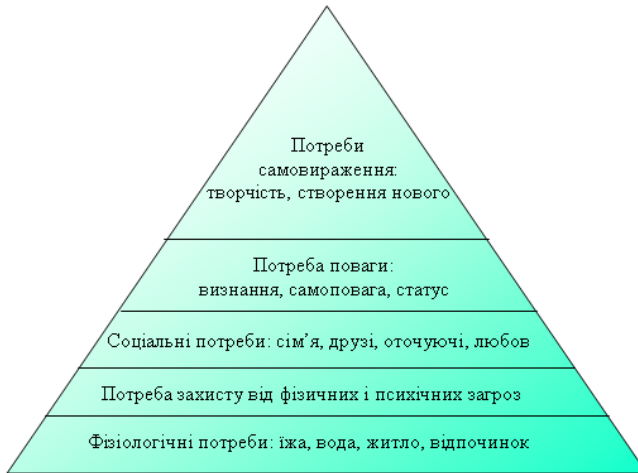 Потреби
самовираження:
творчість, створення нового
Потреба поваги:
визнання, самоповага, статус
Соціальні потреби: сім’я, друзі, оточуючі, любов
Потреба захисту від фізичних і психічних загроз
Фізіологічні потреби: їжа, вода, житло, відпочинок